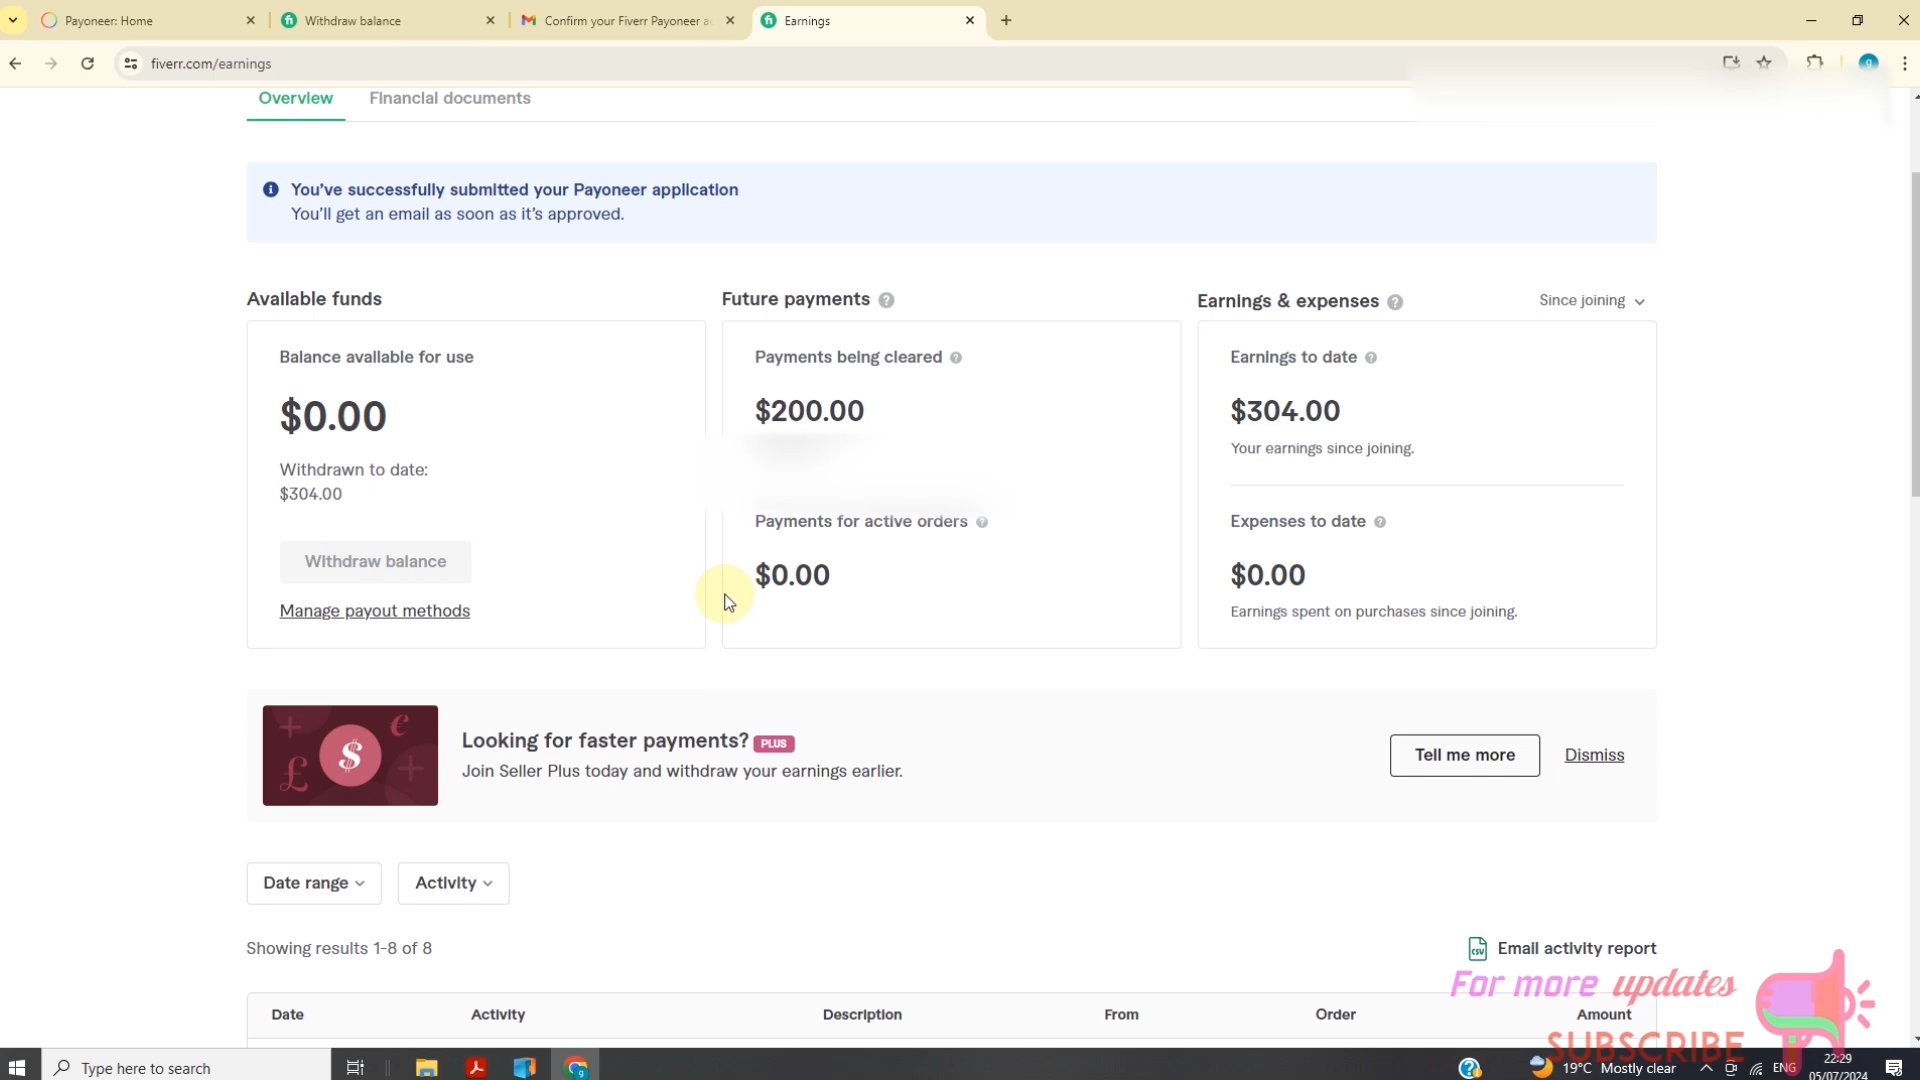 Payoneer: Home
Withdraw balance
Confirm your Fiverr Payoneer a
Earnings
fiverr.com/earnings
g
Overview
Financial documents
You've successfully submitted your Payoneer application
You'll get an email as soon as it's approved.
Available funds
Balance available for use
$0.00
Withdrawn to date:
$304.00
Withdraw balance
Manage payout methods
Future payments
Payments being cleared
$200.00
Payments for active orders
$0.00
Earnings & expenses
Since joining
Earnings to date
$304.00
Your earnings since joining.
Expenses to date
$0.00
Earnings spent on purchases since joining.
Looking for faster payments? PLUS
Join Seller Plus today and withdraw your earnings earlier.
Tell me more
Dismiss
Date range
Activity
Showing results 1-8 of 8
CSV
Email activity report
For more updates
SUBSCRIBE
Date
Activity
Description
From
Order
Amount
Type here to search
19°C Mostly clear
ENG
22:29
05/07/2024